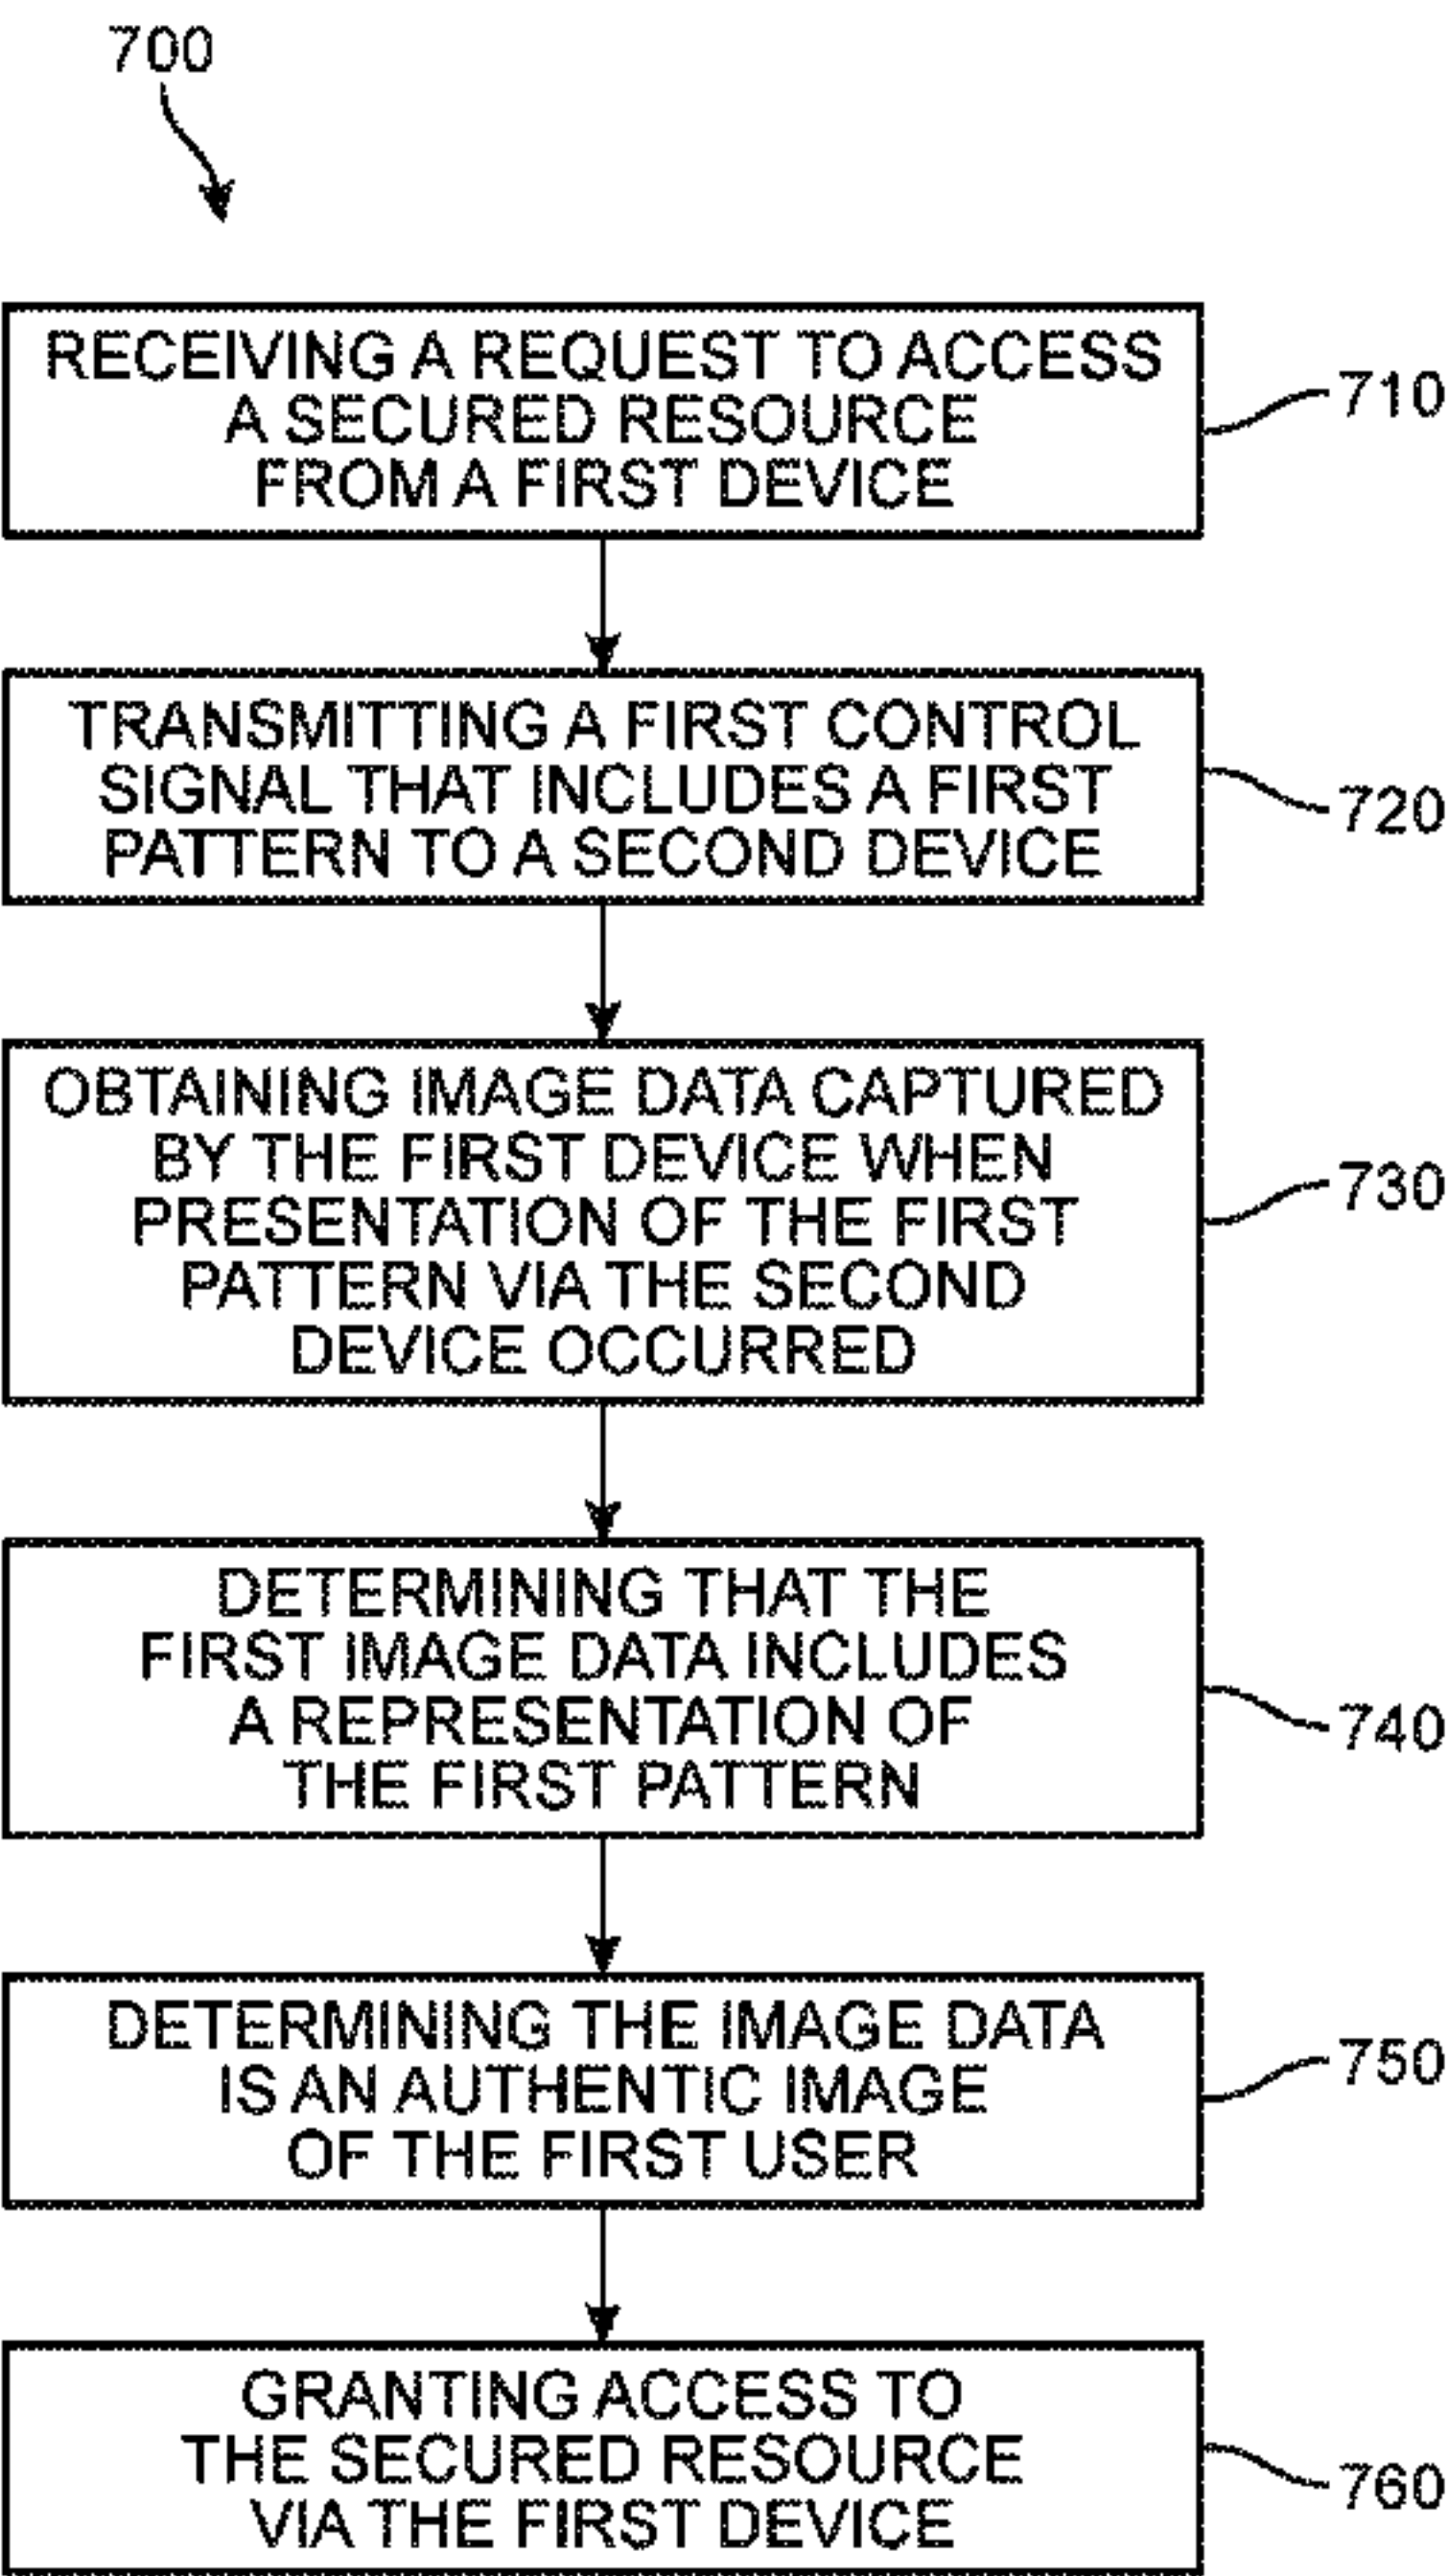 700
RECEIVING A REQUEST TO ACCESS
A SECURED RESOURCE
FROM A FIRST DEVICE
710
TRANSMITTING A FIRST CONTROL
SIGNAL THAT INCLUDES A FIRST
PATTERN TO A SECOND DEVICE
720
OBTAINING IMAGE DATA CAPTURED
BY THE FIRST DEVICE WHEN
PRESENTATION OF THE FIRST
PATTERN VIA THE SECOND
DEVICE OCCURRED
730
DETERMINING THAT THE
FIRST IMAGE DATA INCLUDES
A REPRESENTATION OF
THE FIRST PATTERN
740
DETERMINING THE IMAGE DATA
IS AN AUTHENTIC IMAGE
OF THE FIRST USER
750
GRANTING ACCESS TO
THE SECURED RESOURCE
VIA THE FIRST DEVICE
760